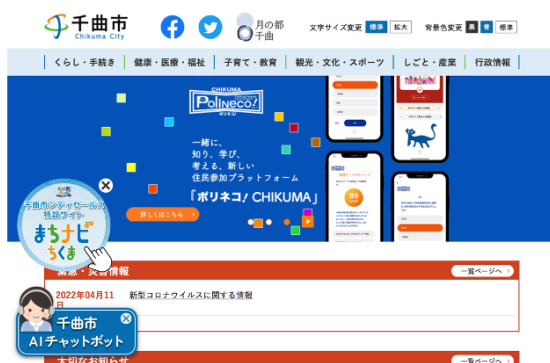 千曲市
Chikuma City
月の都
千曲
文字サイズ変更 標準 拡大
背景色変更 黒 青 標準
くらし・手続き
健康・医療・福祉
子育て・教育
観光・文化・スポーツ
しごと・産業
行政情報
CHIKUMA
Polineco!
ポリネコ!
一緒に、
知り、学び、
考える、新しい
住民参加プラットフォーム
「ポリネコ! CHIKUMA」
詳しくはこちら
千曲市シティセールス
特設サイト
まちナビ
ちくま
緊急・災害情報
一覧ページへ
2022年04月11
日
新型コロナウイルスに関する情報
千曲市
AIチャットボット
大切なお知らせ
一覧ページへ